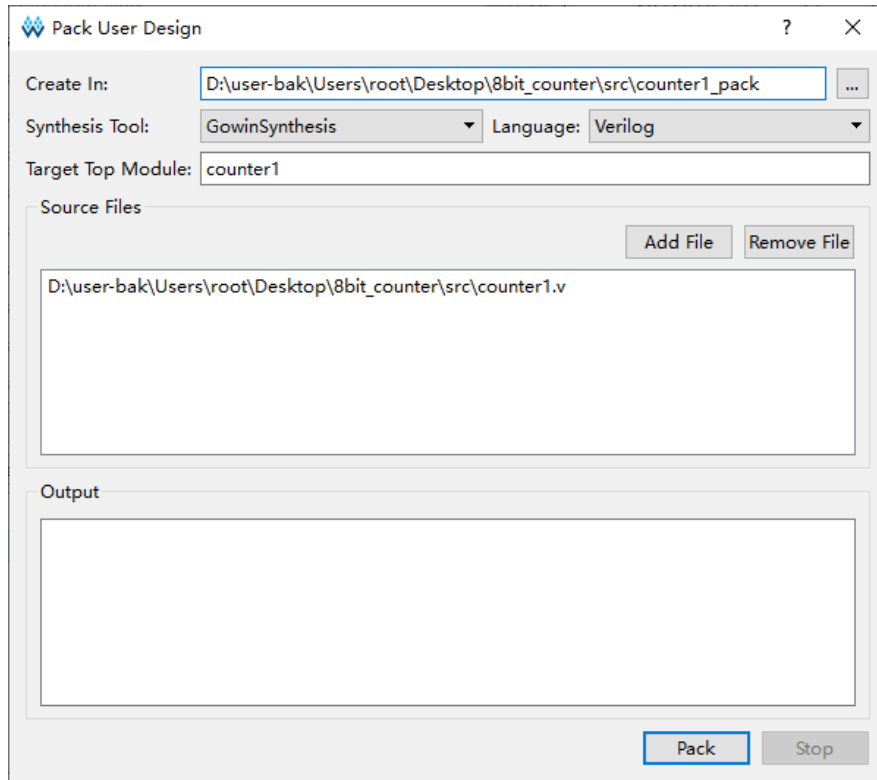 Pack User Design ?
Create In: D:\user-bak\Users\root\Desktop\8bit_counter\src\counter1_pack ...
Synthesis Tool: GowinSynthesis Language: Verilog
Target Top Module: counter1
Source Files
Add File Remove File
D:\user-bak\Users\root\Desktop\8bit_counter\src\counter1.v
Output
Pack Stop